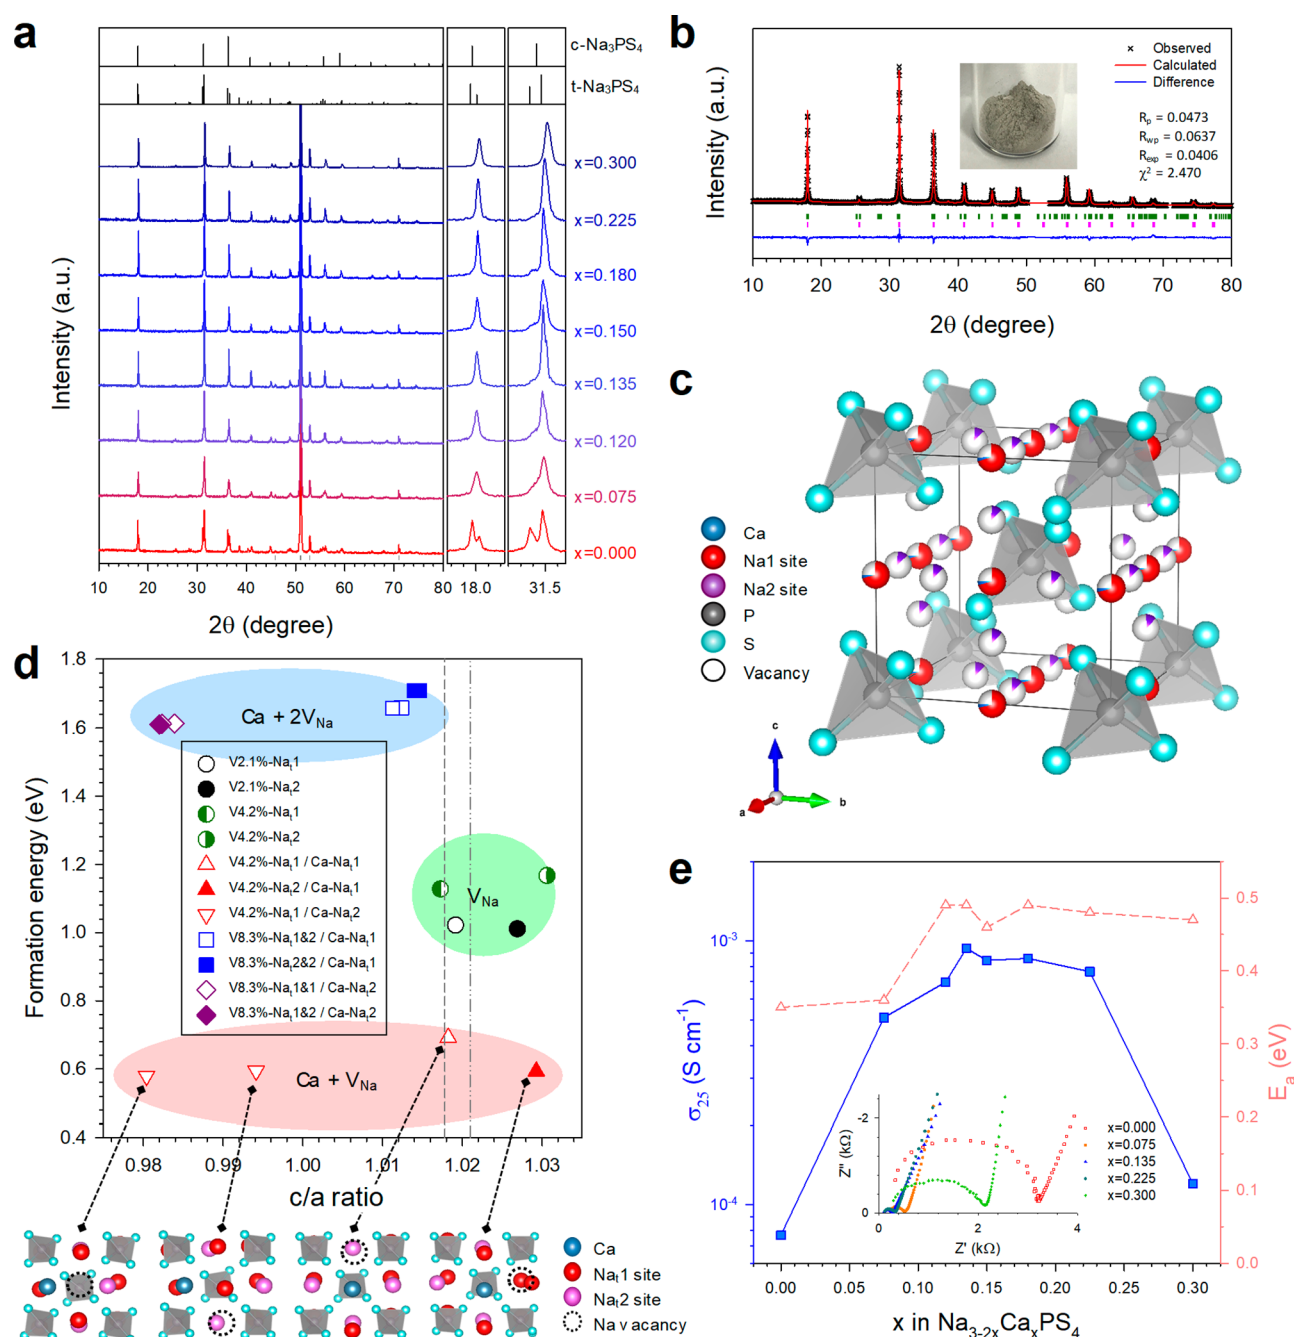 a
c-Na₃PS₄
t-Na₃PS₄
x=0.300
x=0.225
x=0.180
x=0.150
x=0.135
x=0.120
x=0.075
x=0.000
Intensity (a.u.)
10 20 30 40 50 60 70 80 18.0 31.5
2θ (degree)
b
Intensity (a.u.)
Observed
Calculated
Difference
Rₚ = 0.0473
R_wp = 0.0637
R_exp = 0.0406
χ² = 2.470
10 20 30 40 50 60 70 80
2θ (degree)
c
Ca
Na1 site
Na2 site
P
S
Vacancy
c
a
b
d
Formation energy (eV)
1.8
1.6
1.4
1.2
1.0
0.8
0.6
0.4
Ca + 2V_Na
V2.1%-Naₜ1
V2.1%-Naₜ2
V4.2%-Naₜ1
V4.2%-Naₜ2
V4.2%-Naₜ1 / Ca-Naₜ1
V4.2%-Naₜ2 / Ca-Naₜ1
V4.2%-Naₜ1 / Ca-Naₜ2
V8.3%-Naₜ1&2 / Ca-Naₜ1
V8.3%-Naₜ2&2 / Ca-Naₜ1
V8.3%-Naₜ1&1 / Ca-Naₜ2
V8.3%-Naₜ1&2 / Ca-Naₜ2
V_Na
Ca + V_Na
0.98 0.99 1.00 1.01 1.02 1.03
c/a ratio
Ca
Naₜ1 site
Naₜ2 site
Na vacancy
e
σ₂₅ (S cm⁻¹)
10⁻³
10⁻⁴
0.5
0.4
0.3
0.2
0.1
0.0
Eₐ (eV)
Z'' (kΩ)
-2
0
0 2 4
Z' (kΩ)
x=0.000
x=0.075
x=0.135
x=0.225
x=0.300
0.00 0.05 0.10 0.15 0.20 0.25 0.30
x in Na₃₋₂ₓCaₓPS₄